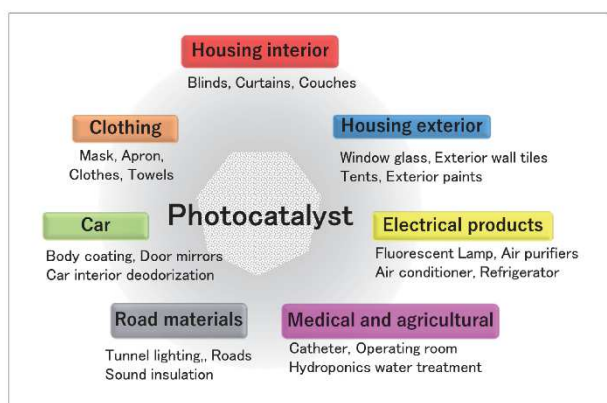 Housing interior
Blinds, Curtains, Couches
Clothing
Mask, Apron,
Clothes, Towels
Housing exterior
Window glass, Exterior wall tiles
Tents, Exterior paints
Photocatalyst
Car
Body coating, Door mirrors
Car interior deodorization
Electrical products
Fluorescent Lamp, Air purifiers
Air conditioner, Refrigerator
Road materials
Tunnel lighting,, Roads
Sound insulation
Medical and agricultural
Catheter, Operating room
Hydroponics water treatment